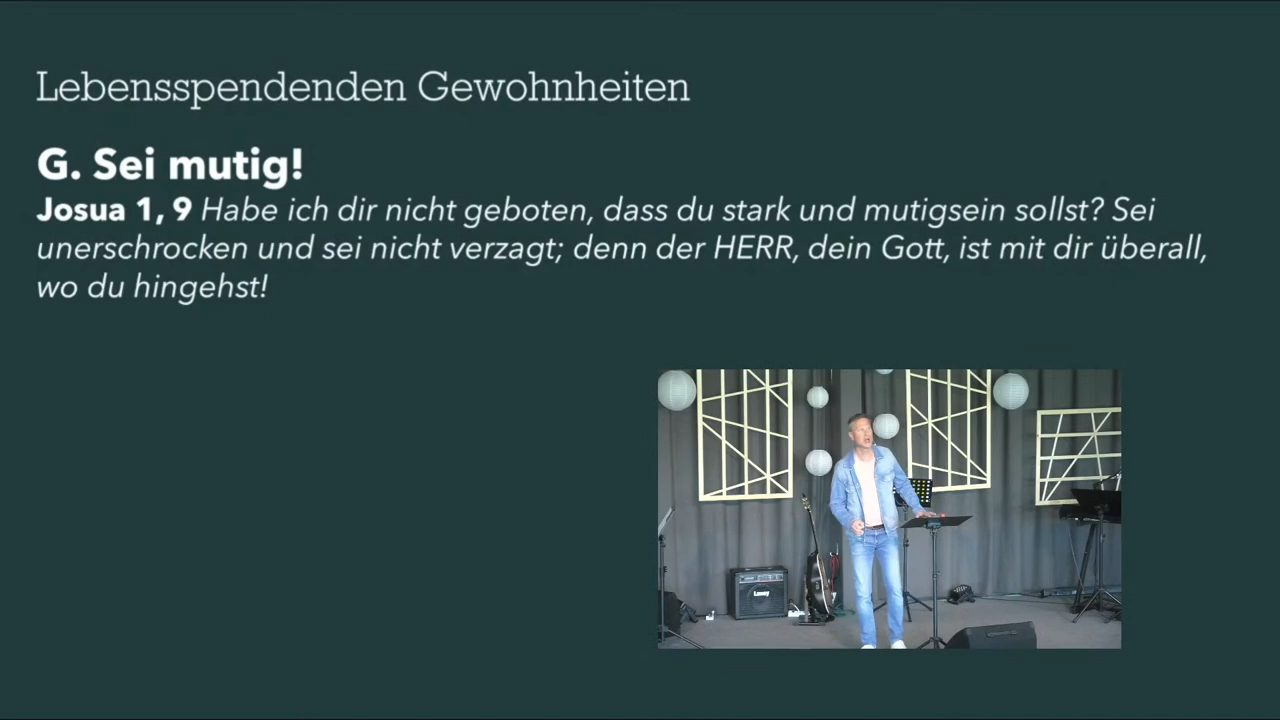 Lebensspendenden Gewohnheiten
G. Sei mutig!
Josua 1, 9 Habe ich dir nicht geboten, dass du stark und mutigsein sollst? Sei
unerschrocken und sei nicht verzagt; denn der HERR, dein Gott, ist mit dir überall,
wo du hingehst!
Laney